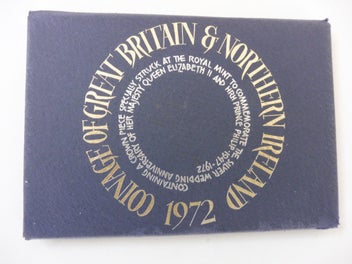 COINAGE OF GREAT BRITAIN & NORTHERN IRELAND
1972
CONTAINING A CROWN PIECE SPECIALLY STRUCK AT THE ROYAL MINT TO COMMEMORATE THE SILVER WEDDING
ANNIVERSARY OF HER MAJESTY QUEEN ELIZABETH II AND HRH PRINCE PHILIP 1947-1972